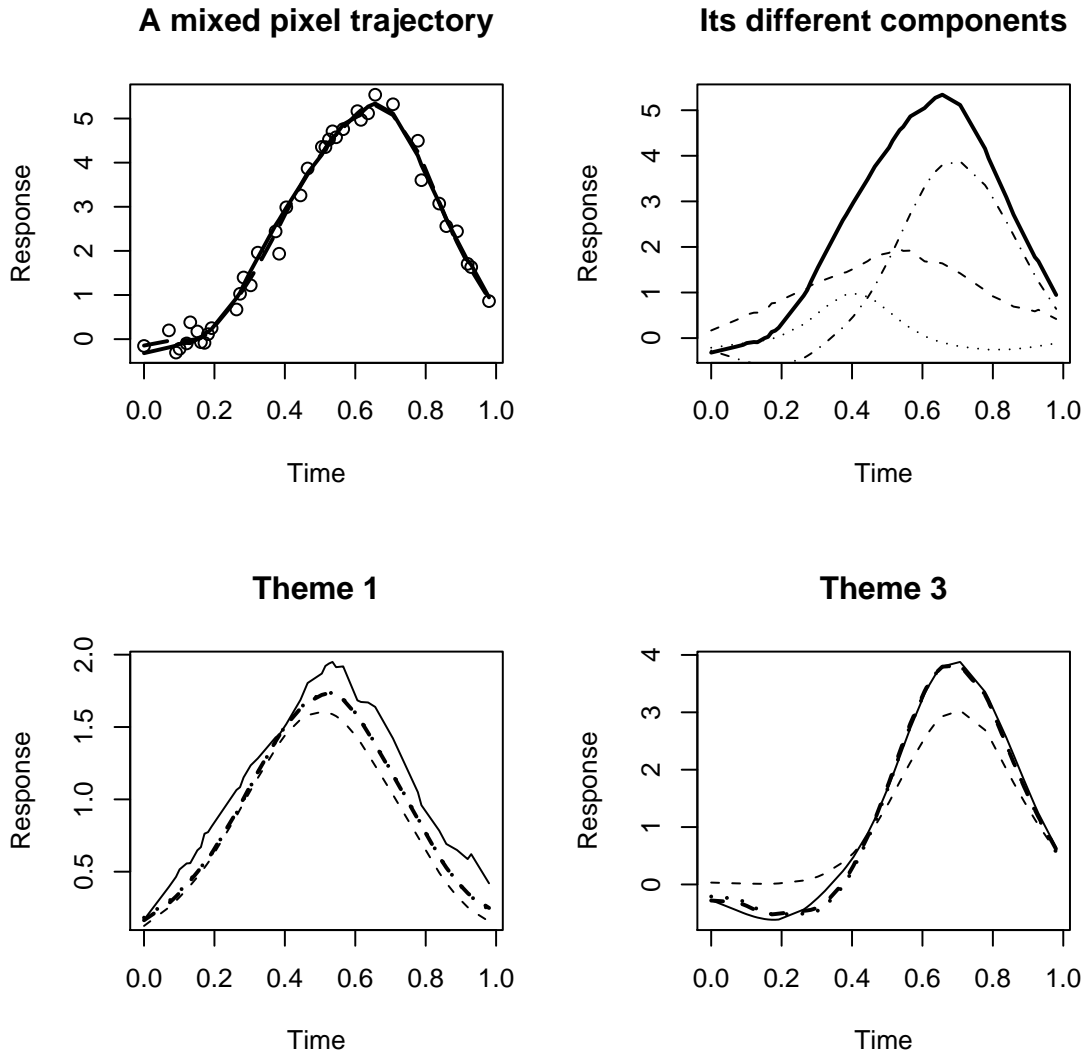 A mixed pixel trajectory
Response
0 1 2 3 4 5
0.0 0.2 0.4 0.6 0.8 1.0
Time
Its different components
Response
0 1 2 3 4 5
0.0 0.2 0.4 0.6 0.8 1.0
Time
Theme 1
Response
0.5 1.0 1.5 2.0
0.0 0.2 0.4 0.6 0.8 1.0
Time
Theme 3
Response
0 1 2 3 4
0.0 0.2 0.4 0.6 0.8 1.0
Time